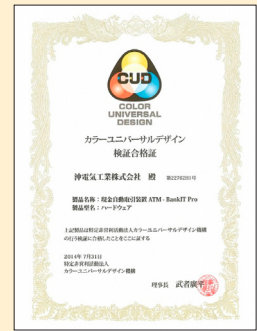 CUD
COLOR
UNIVERSAL
DESIGN
カラーユニバーサルデザイン
検証合格証
沖電気工業株式会社 殿
製品名称：現金自動取引装置 ATM - BankIT Pro
製品型名：ハードウェア
上記製品は特定非営利活動法人カラーユニバーサルデザイン機構
の行う検証に合格したことをここに証する
2014年 7月31日
特定非営利活動法人
カラーユニバーサルデザイン機構
理事長 武者廣平